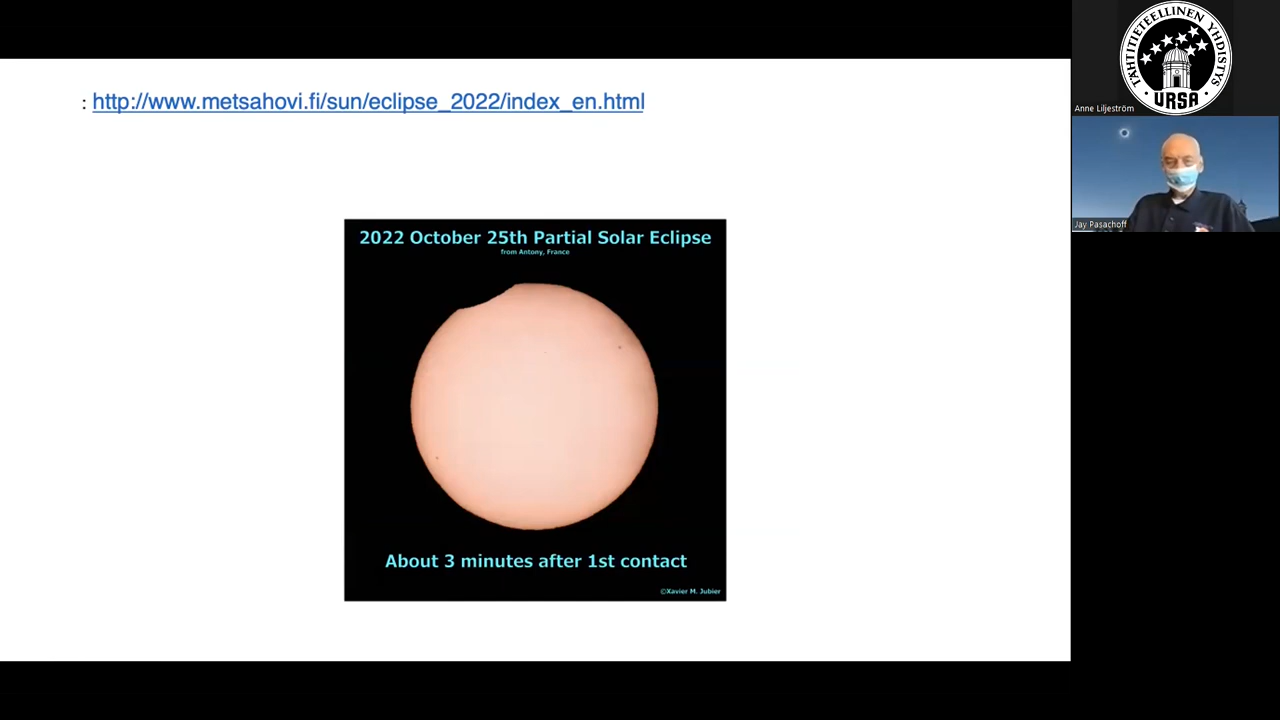 : http://www.metsahovi.fi/sun/eclipse_2022/index_en.html
2022 October 25th Partial Solar Eclipse
from Antony, France
About 3 minutes after 1st contact
©Xavier M. Jubier
TÄHTITIETEELLINEN YHDISTYS
URSA
Anne Liljeström
Jay Pasachoff